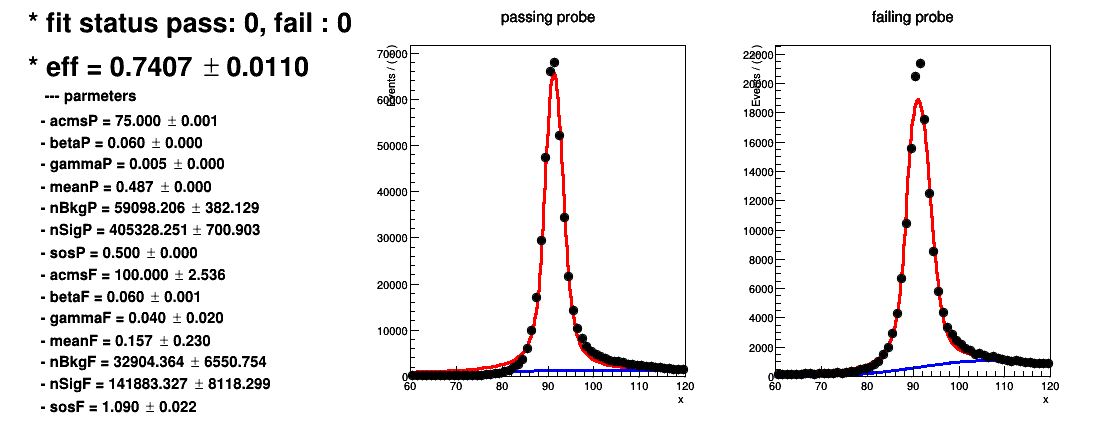 * fit status pass: 0, fail : 0
* eff = 0.7407 ± 0.0110
--- parmeters
- acmsP = 75.000 ± 0.001
- betaP = 0.060 ± 0.000
- gammaP = 0.005 ± 0.000
- meanP = 0.487 ± 0.000
- nBkgP = 59098.206 ± 382.129
- nSigP = 405328.251 ± 700.903
- sosP = 0.500 ± 0.000
- acmsF = 100.000 ± 2.536
- betaF = 0.060 ± 0.001
- gammaF = 0.040 ± 0.020
- meanF = 0.157 ± 0.230
- nBkgF = 32904.364 ± 6550.754
- nSigF = 141883.327 ± 8118.299
- sosF = 1.090 ± 0.022
passing probe
Events / ( )
70000
60000
50000
40000
30000
20000
10000
0
60 70 80 90 100 110 120
x
failing probe
Events / ( )
22000
20000
18000
16000
14000
12000
10000
8000
6000
4000
2000
0
60 70 80 90 100 110 120
x